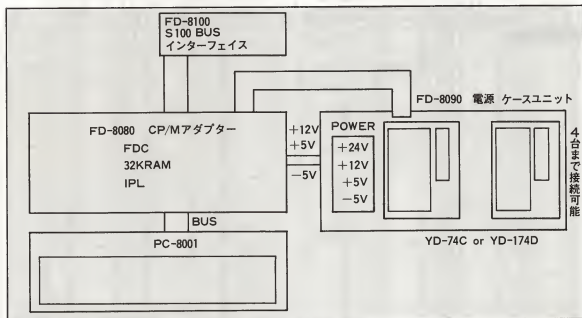 FD-8100
S100 BUS
インターフェイス
FD-8080 CP/Mアダプター
FDC
32KRAM
IPL
+12V
+5V
-5V
BUS
PC-8001
FD-8090 電源 ケースユニット
POWER
+24V
+12V
+5V
-5V
4台まで接続可能
YD-74C or YD-174D